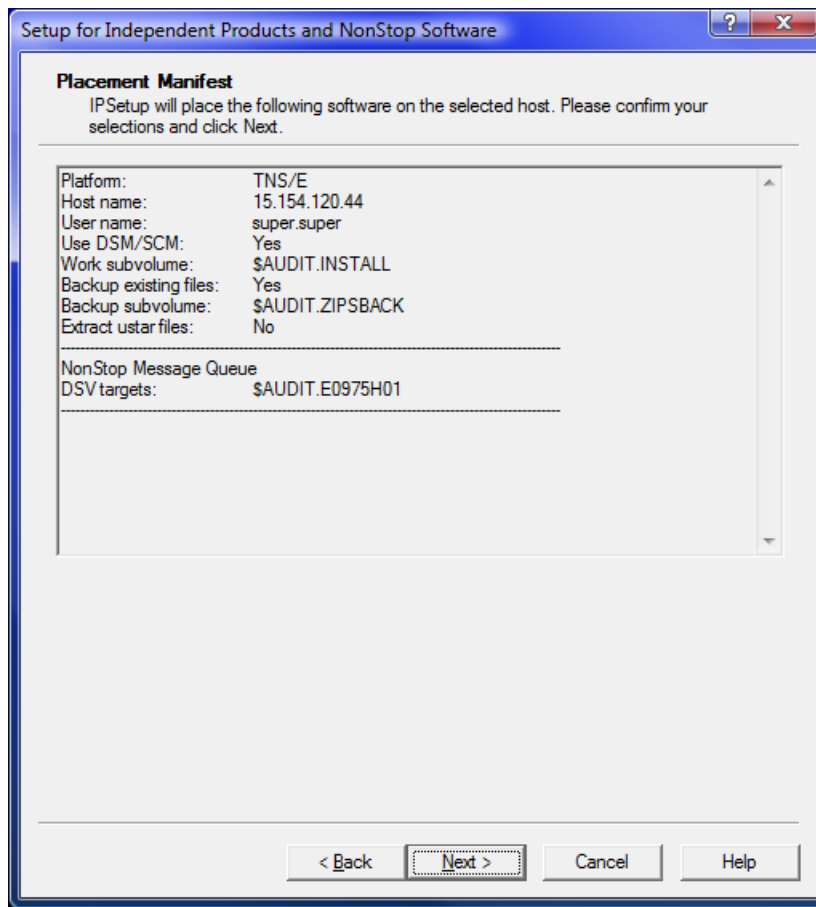 Setup for Independent Products and NonStop Software
Placement Manifest
IPSetup will place the following software on the selected host. Please confirm your
selections and click Next.
Platform: TNS/E
Host name: 15.154.120.44
User name: super.super
Use DSM/SCM: Yes
Work subvolume: $AUDIT.INSTALL
Backup existing files: Yes
Backup subvolume: $AUDIT.ZIPSBACK
Extract ustar files: No
NonStop Message Queue
DSV targets: $AUDIT.E0975H01
< Back Next > Cancel Help